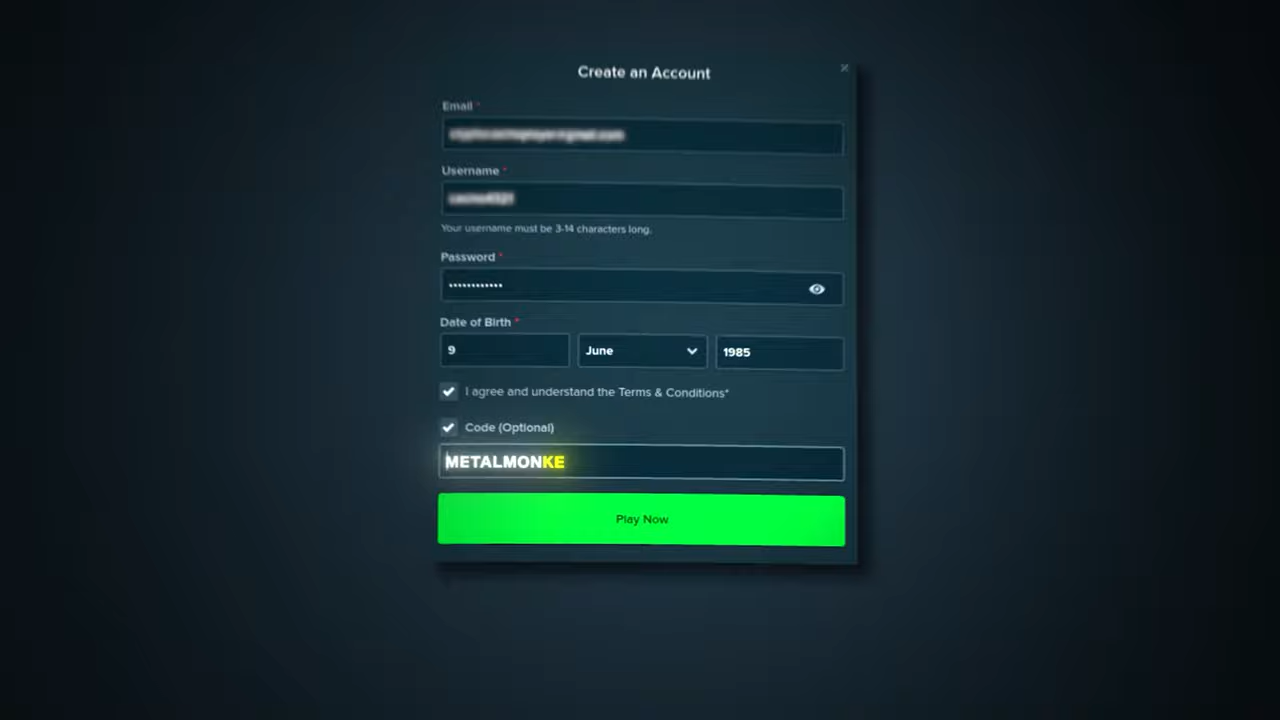 Create an Account
×
Email *
Username *
Your username must be 3-14 characters long.
Password *
••••••••••••
Date of Birth *
9 June 1985
I agree and understand the Terms & Conditions*
Code (Optional)
METALMONKE
Play Now